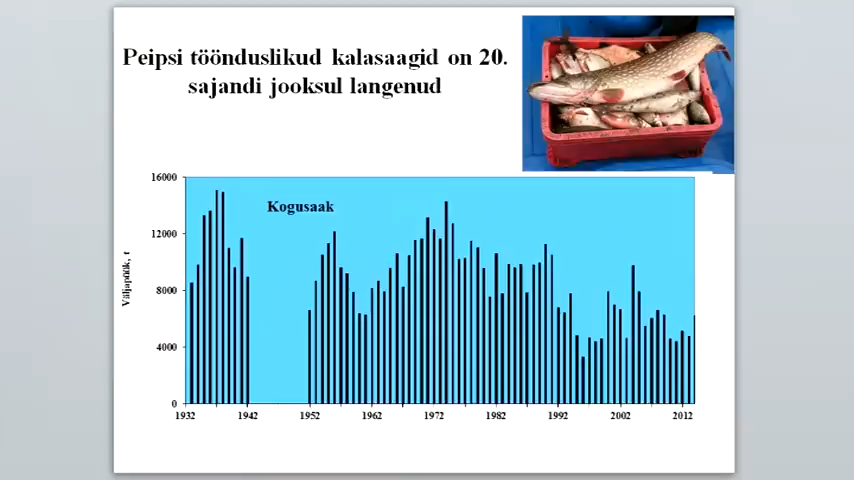 Peipsi töönduslikud kalasaagid on 20.
sajandi jooksul langenud
16000
Kogusaak
12000
Väljapüük, t
8000
4000
0
1932 1942 1952 1962 1972 1982 1992 2002 2012